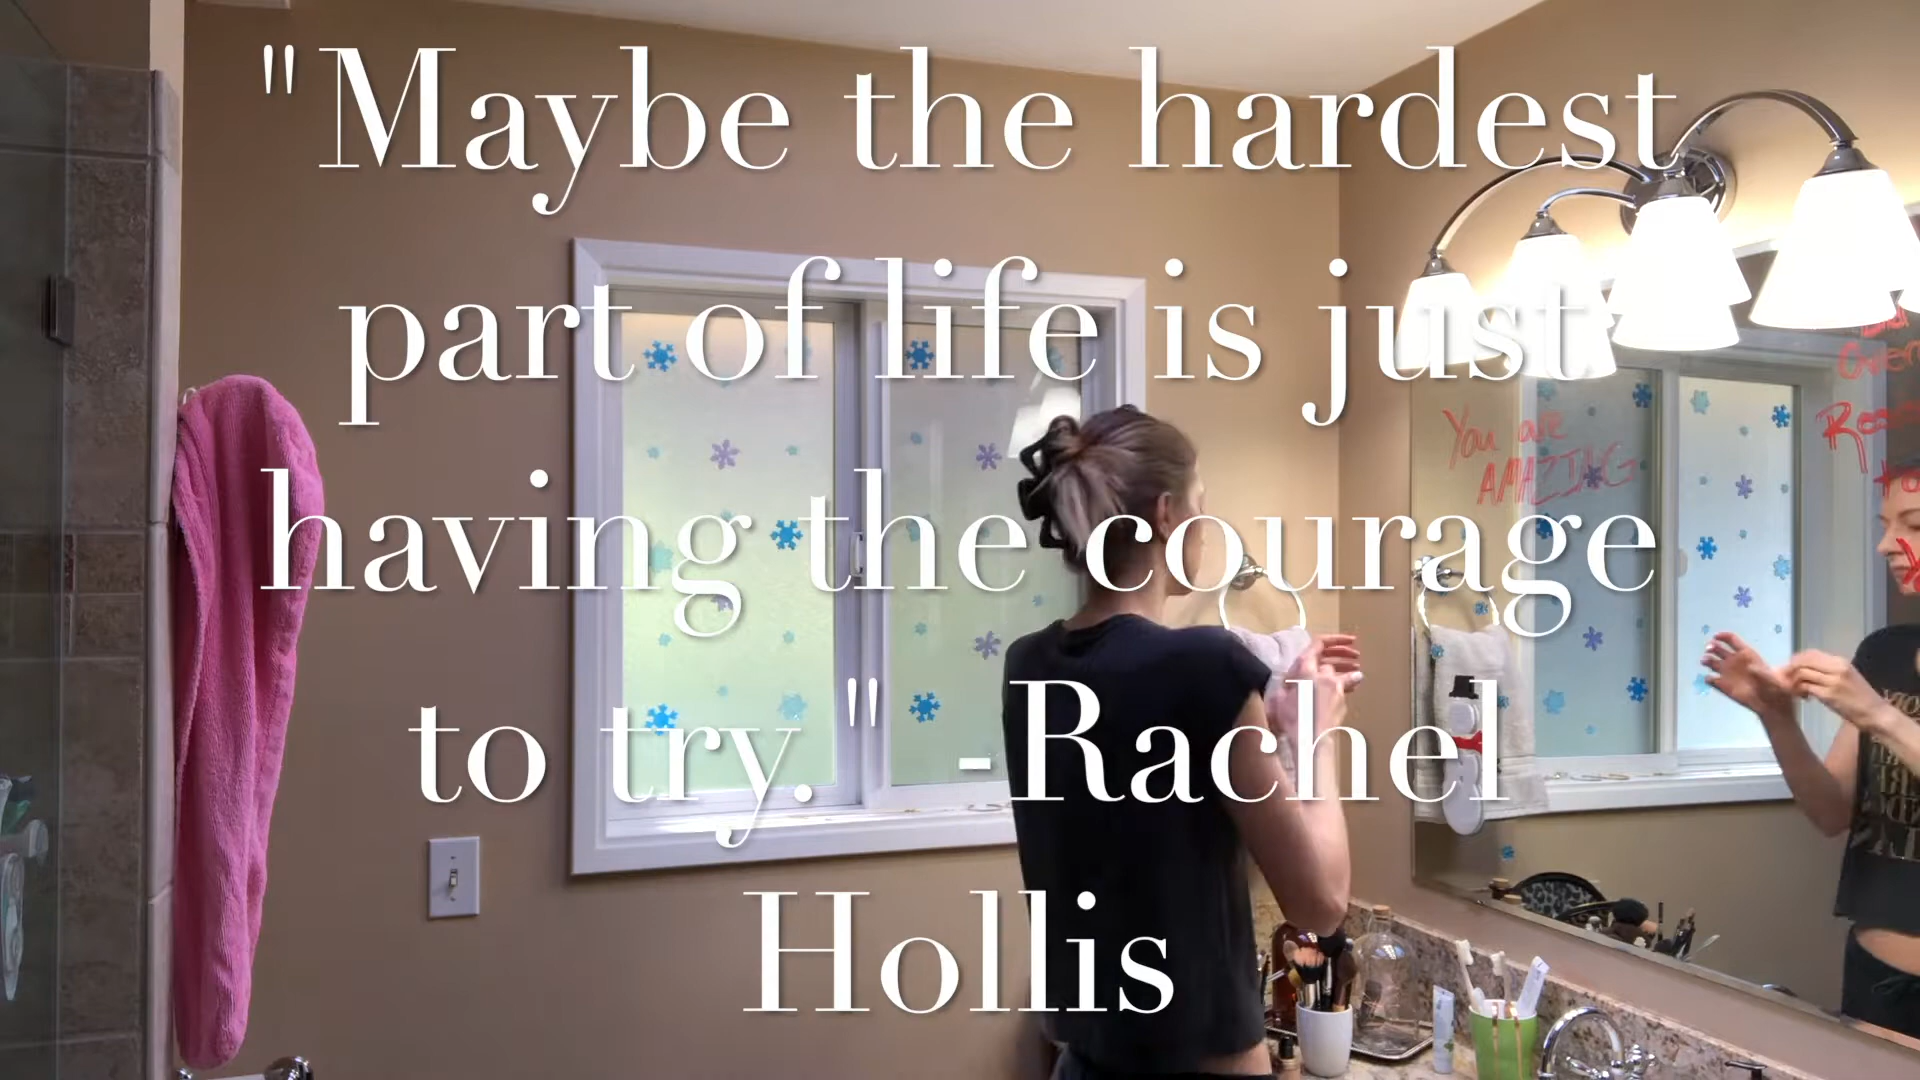 "Maybe the hardest
part of life is just
having the courage
to try." -Rachel
Hollis
You are
AMAZING